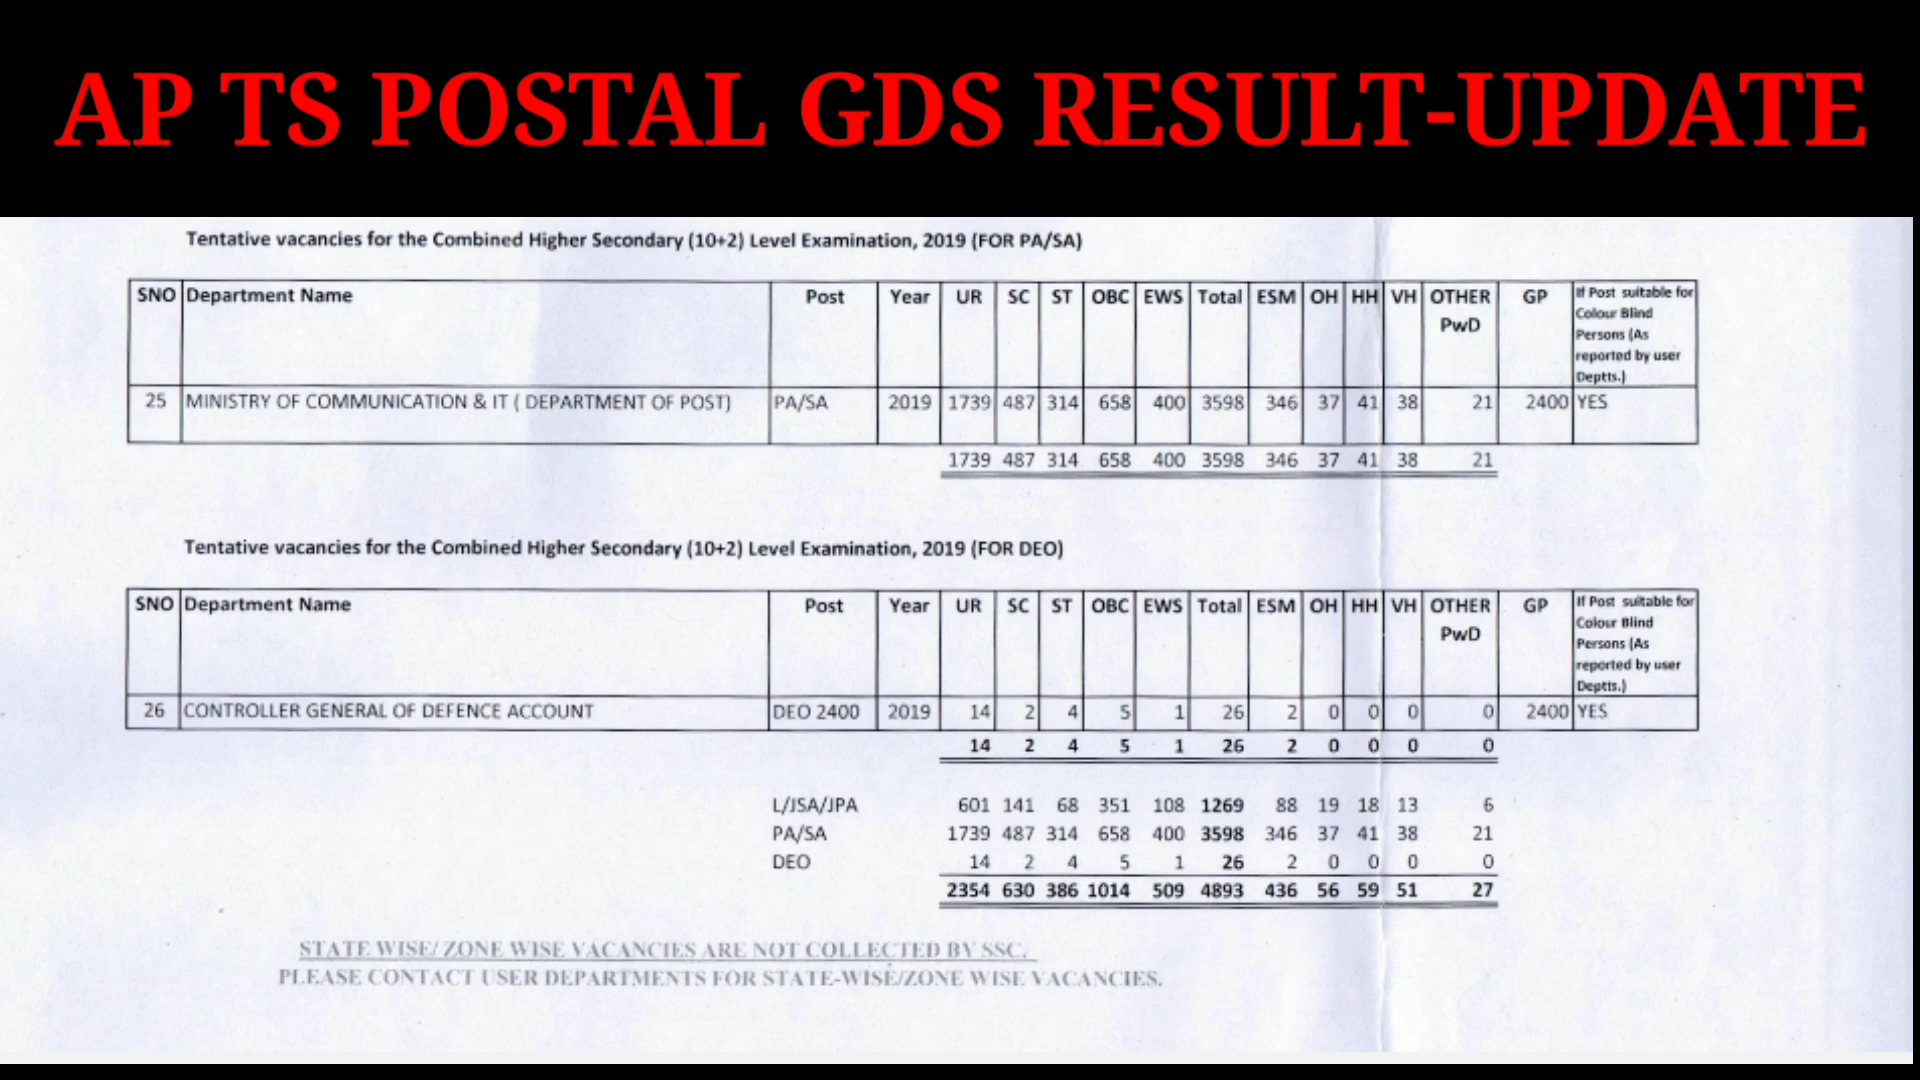 AP TS POSTAL GDS RESULT-UPDATE
Tentative vacancies for the Combined Higher Secondary (10+2) Level Examination, 2019 (FOR PA/SA)
SNO Department Name Post Year UR SC ST OBC EWS Total ESM OH HH VH OTHER PwD GP If Post suitable for Colour Blind Persons (As reported by user Deptts.)
25 MINISTRY OF COMMUNICATION & IT ( DEPARTMENT OF POST) PA/SA 2019 1739 487 314 658 400 3598 346 37 41 38 21 2400 YES
1739 487 314 658 400 3598 346 37 41 38 21
Tentative vacancies for the Combined Higher Secondary (10+2) Level Examination, 2019 (FOR DEO)
SNO Department Name Post Year UR SC ST OBC EWS Total ESM OH HH VH OTHER PwD GP If Post suitable for Colour Blind Persons (As reported by user Deptts.)
26 CONTROLLER GENERAL OF DEFENCE ACCOUNT DEO 2400 2019 14 2 4 5 1 26 2 0 0 0 0 2400 YES
14 2 4 5 1 26 2 0 0 0 0
L/JSA/JPA 601 141 68 351 108 1269 88 19 18 13 6
PA/SA 1739 487 314 658 400 3598 346 37 41 38 21
DEO 14 2 4 5 1 26 2 0 0 0 0
2354 630 386 1014 509 4893 436 56 59 51 27
STATE WISE/ ZONE WISE VACANCIES ARE NOT COLLECTED BY SSC.
PLEASE CONTACT USER DEPARTMENTS FOR STATE-WISE/ZONE WISE VACANCIES.